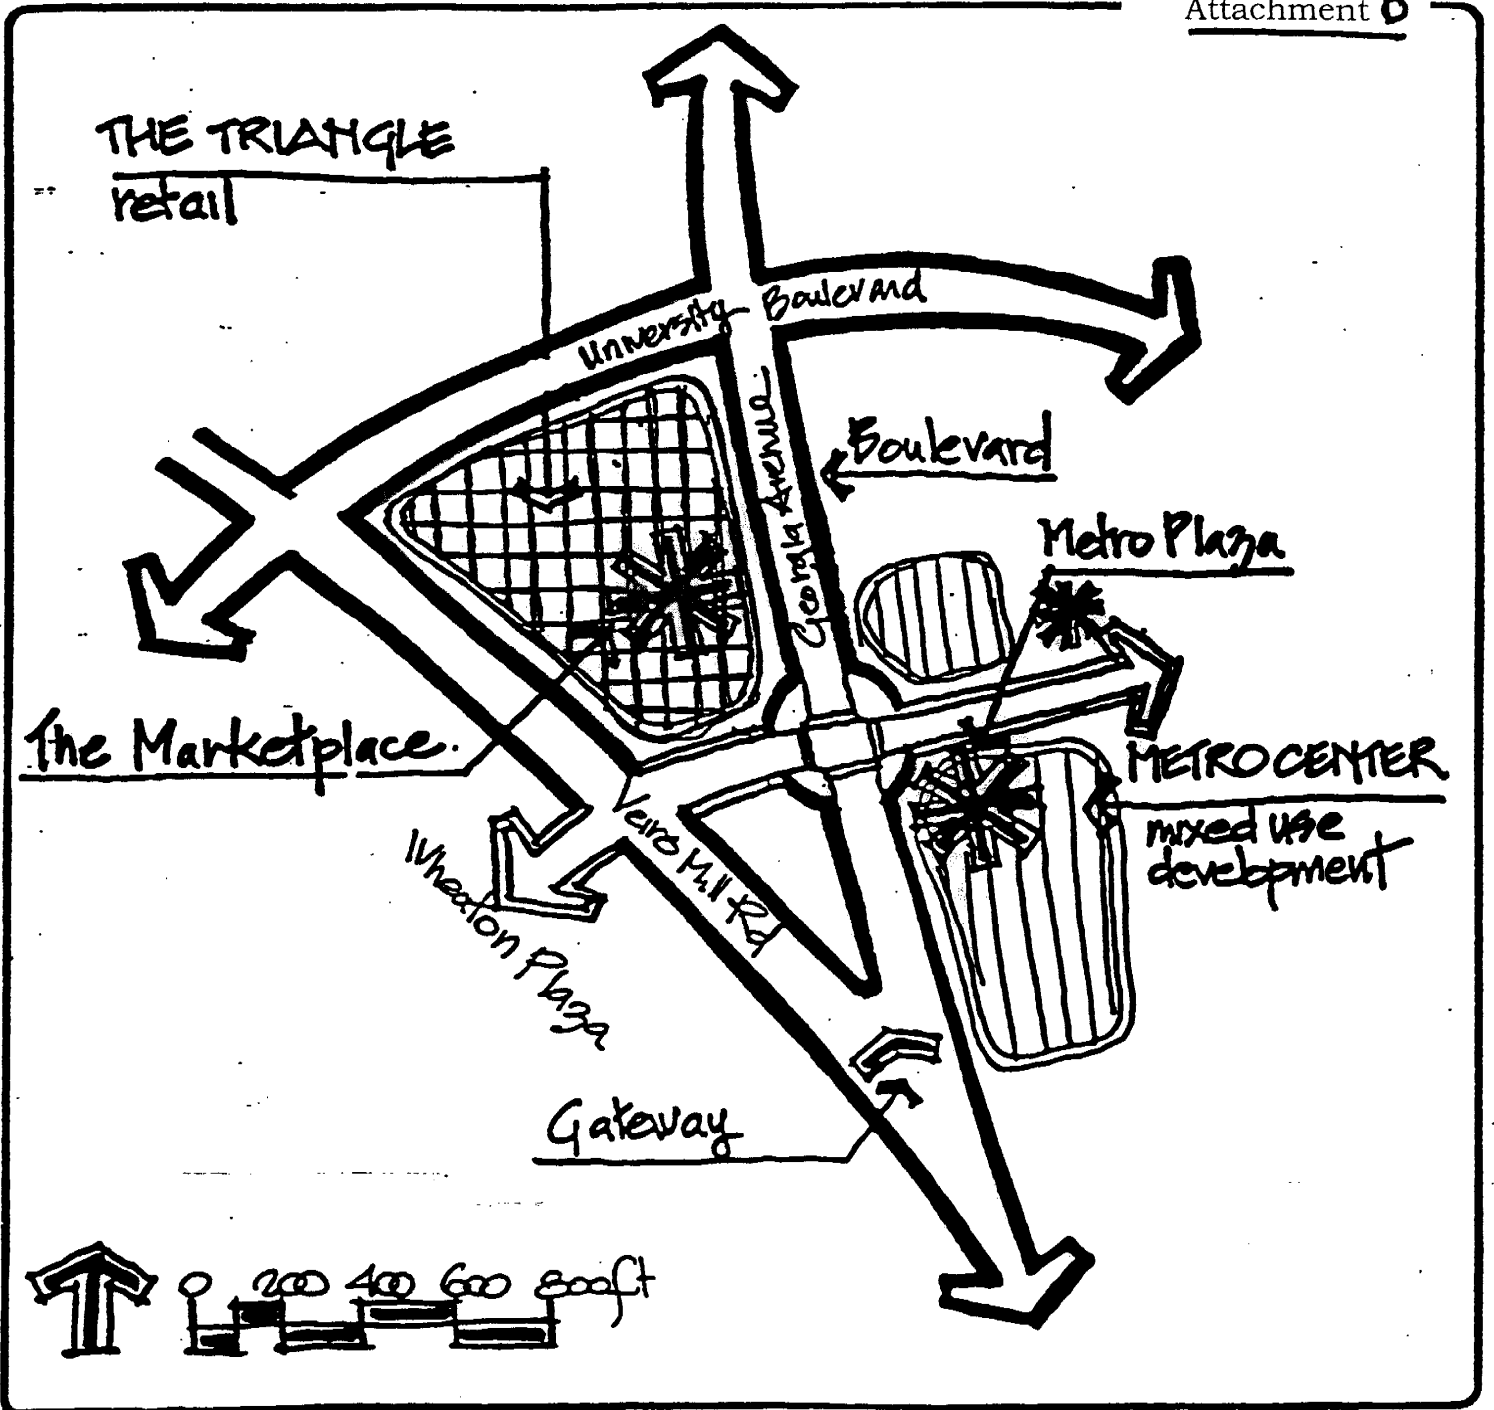 Attachment D
THE TRIANGLE
retail
University Boulevard
Georgia Avenue
Boulevard
Metro Plaza
The Marketplace.
METRO CENTER
mixed use
development
Veirs Mill Rd
Wheaton Plaza
Gateway
0 200 400 600 800ft